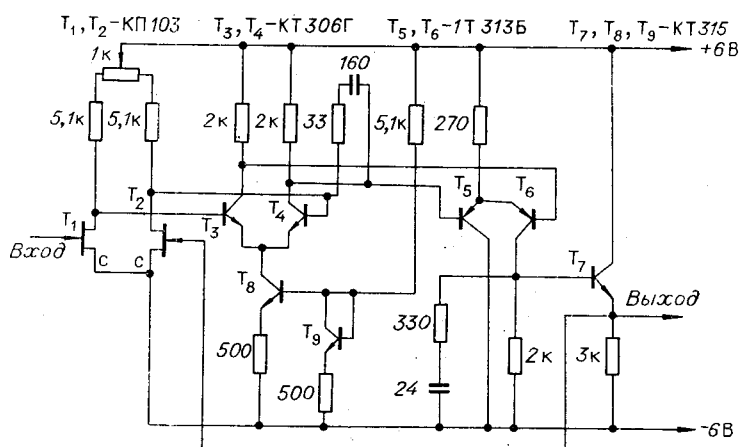 T₁, T₂-КП103 T₃, T₄-КТ306Г T₅, T₆-1Т313Б T₇, T₈, T₉-КТ315
+6В
1к
160
5,1к 5,1к 2к 2к 33 5,1к 270
T₂
T₁ T₃ T₄ T₅ T₆
Вход
С С
T₈ T₇
Выход
T₉ 330
500 2к 3к
500 24
-6В